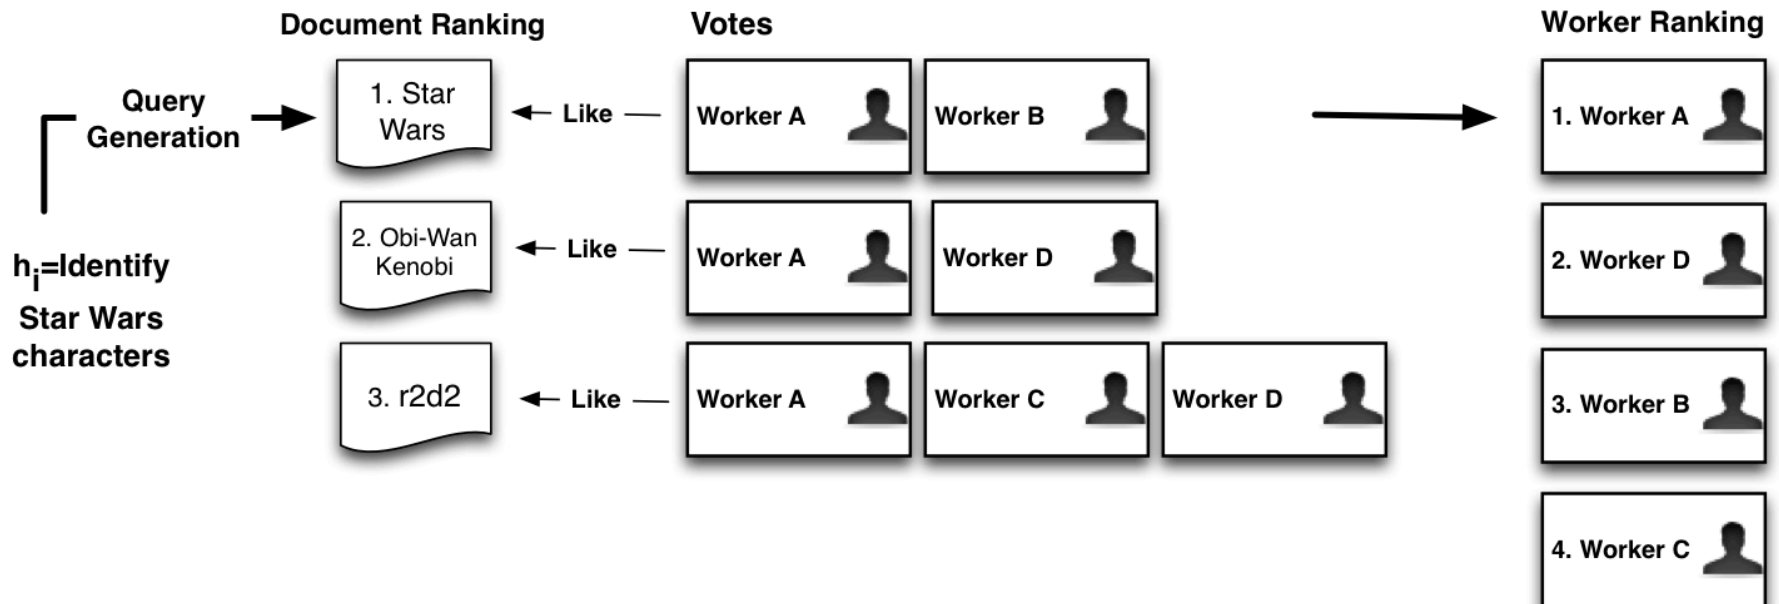 Document Ranking
Votes
Worker Ranking
Query
Generation
h_i=Identify
Star Wars
characters
1. Star
Wars
Like
Worker A
Worker B
2. Obi-Wan
Kenobi
Like
Worker A
Worker D
3. r2d2
Like
Worker A
Worker C
Worker D
1. Worker A
2. Worker D
3. Worker B
4. Worker C